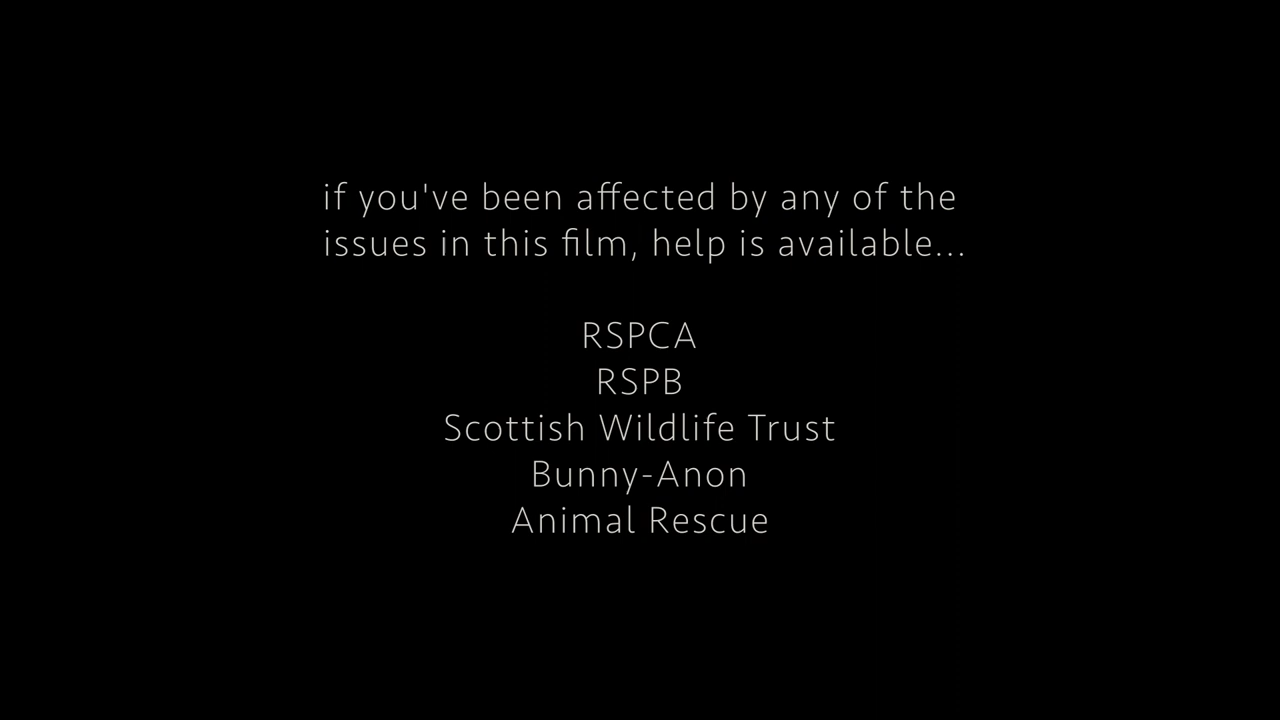 if you've been affected by any of the
issues in this film, help is available...
RSPCA
RSPB
Scottish Wildlife Trust
Bunny-Anon
Animal Rescue